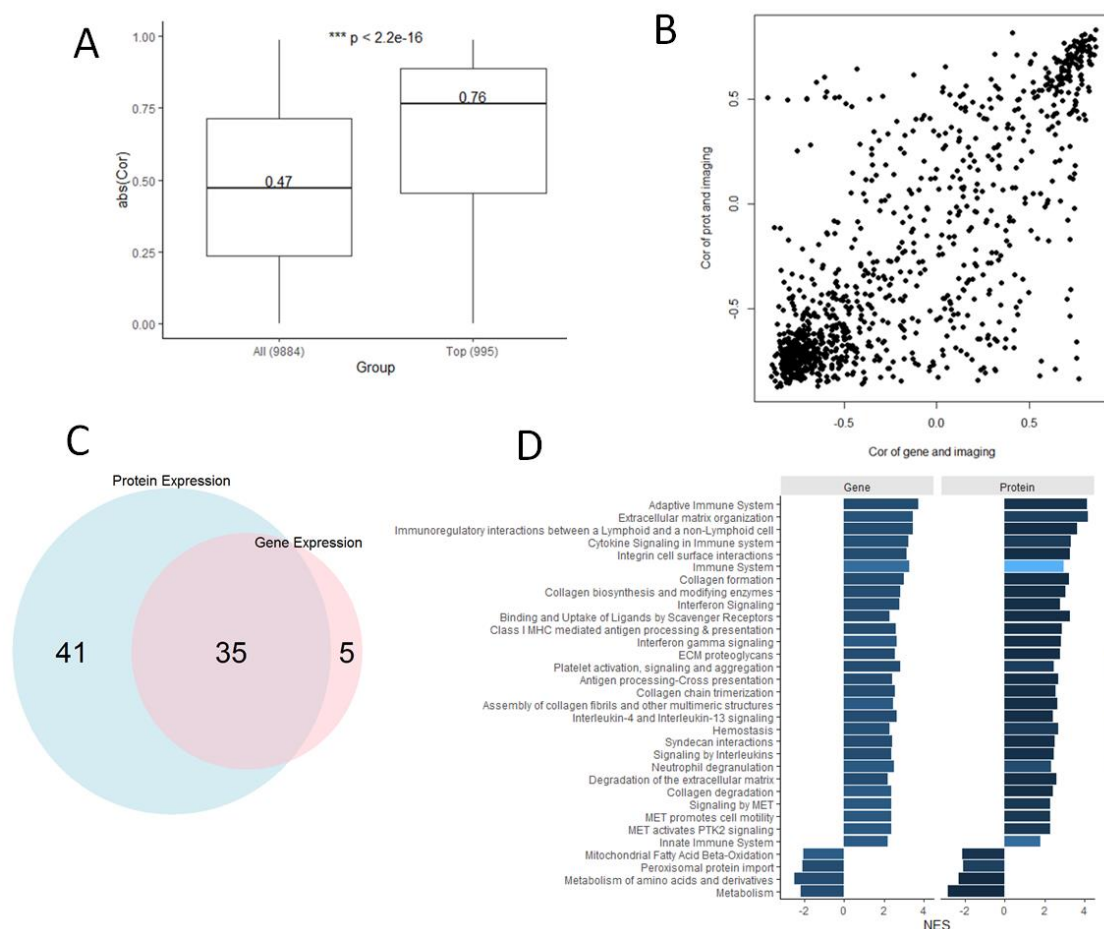 A
*** p < 2.2e-16
1.00
0.75
0.50
0.25
0.00
abs(Cor)
0.47
0.76
All (9884)
Top (995)
Group
B
0.5
0.0
-0.5
Cor of prot and imaging
-0.5
0.0
0.5
Cor of gene and imaging
C
Protein Expression
Gene Expression
41
35
5
D
Gene
Protein
Adaptive Immune System
Extracellular matrix organization
Immunoregulatory interactions between a Lymphoid and a non-Lymphoid cell
Cytokine Signaling in Immune system
Integrin cell surface interactions
Immune System
Collagen formation
Collagen biosynthesis and modifying enzymes
Interferon Signaling
Binding and Uptake of Ligands by Scavenger Receptors
Class I MHC mediated antigen processing & presentation
Interferon gamma signaling
ECM proteoglycans
Platelet activation, signaling and aggregation
Antigen processing-Cross presentation
Collagen chain trimerization
Assembly of collagen fibrils and other multimeric structures
Interleukin-4 and Interleukin-13 signaling
Hemostasis
Syndecan interactions
Signaling by Interleukins
Neutrophil degranulation
Degradation of the extracellular matrix
Collagen degradation
Signaling by MET
MET promotes cell motility
MET activates PTK2 signaling
Innate Immune System
Mitochondrial Fatty Acid Beta-Oxidation
Peroxisomal protein import
Metabolism of amino acids and derivatives
Metabolism
-2 0 2 4 -2 0 2 4
NES